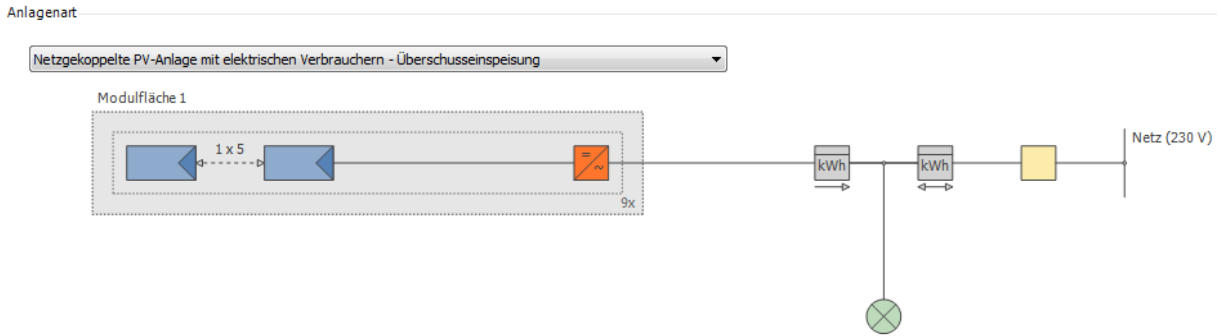 Anlagenart
Netzgekoppelte PV-Anlage mit elektrischen Verbrauchern - Überschusseinspeisung
Modulfläche 1
1 x 5
=
~
9x
kWh
kWh
Netz (230 V)